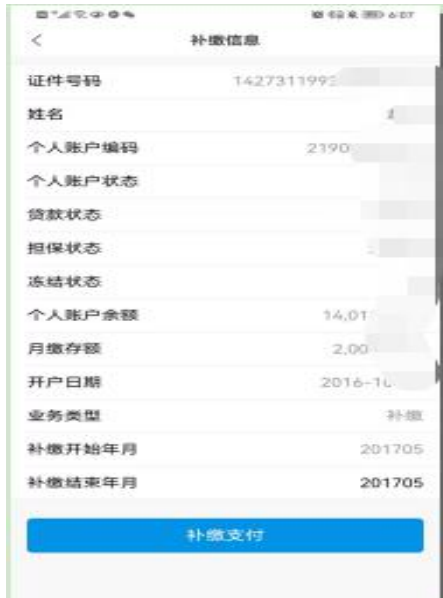 6:07
补缴信息
证件号码 1427311992
姓名
个人账户编码 2190
个人账户状态
贷款状态
担保状态
冻结状态
个人账户余额 14,01
月缴存额 2,00
开户日期 2016-10
业务类型 补缴
补缴开始年月 201705
补缴结束年月 201705
补缴支付